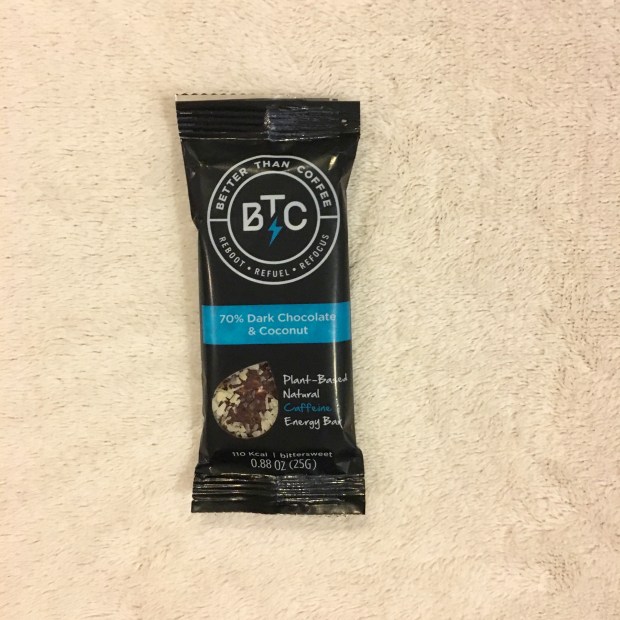 BETTER THAN COFFEE
BTC
REBOOT • REFUEL • REFOCUS
70% Dark Chocolate
& Coconut
Plant-Based
Natural
Caffeine
Energy Bar
110 Kcal | bittersweet
0.88 OZ (25G)